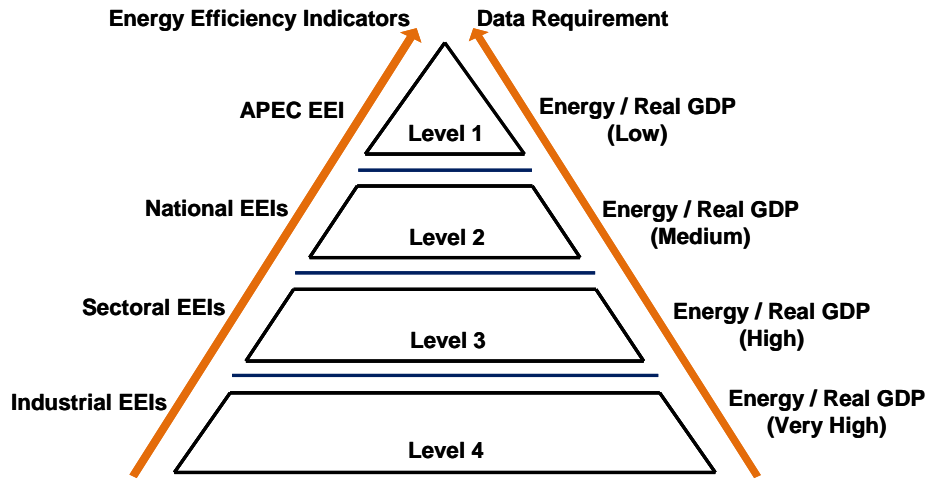 Energy Efficiency Indicators
Data Requirement
APEC EEI
Level 1
Energy / Real GDP
(Low)
National EEIs
Level 2
Energy / Real GDP
(Medium)
Sectoral EEIs
Level 3
Energy / Real GDP
(High)
Industrial EEIs
Level 4
Energy / Real GDP
(Very High)